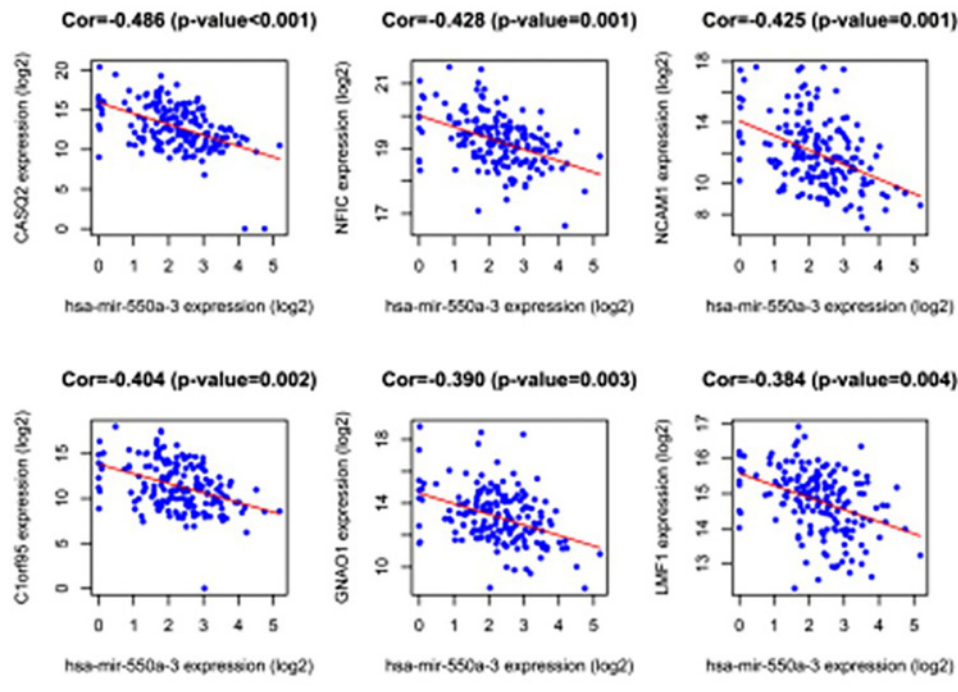 Cor=-0.486 (p-value<0.001)
CASQ2 expression (log2)
20
15
10
5
0
0 1 2 3 4 5
hsa-mir-550a-3 expression (log2)
Cor=-0.428 (p-value=0.001)
NFIC expression (log2)
21
19
17
0 1 2 3 4 5
hsa-mir-550a-3 expression (log2)
Cor=-0.425 (p-value=0.001)
NCAM1 expression (log2)
18
14
10
8
0 1 2 3 4 5
hsa-mir-550a-3 expression (log2)
Cor=-0.404 (p-value=0.002)
C1orf95 expression (log2)
15
10
5
0
0 1 2 3 4 5
hsa-mir-550a-3 expression (log2)
Cor=-0.390 (p-value=0.003)
GNAO1 expression (log2)
18
14
10
0 1 2 3 4 5
hsa-mir-550a-3 expression (log2)
Cor=-0.384 (p-value=0.004)
LMF1 expression (log2)
17
16
15
14
13
0 1 2 3 4 5
hsa-mir-550a-3 expression (log2)